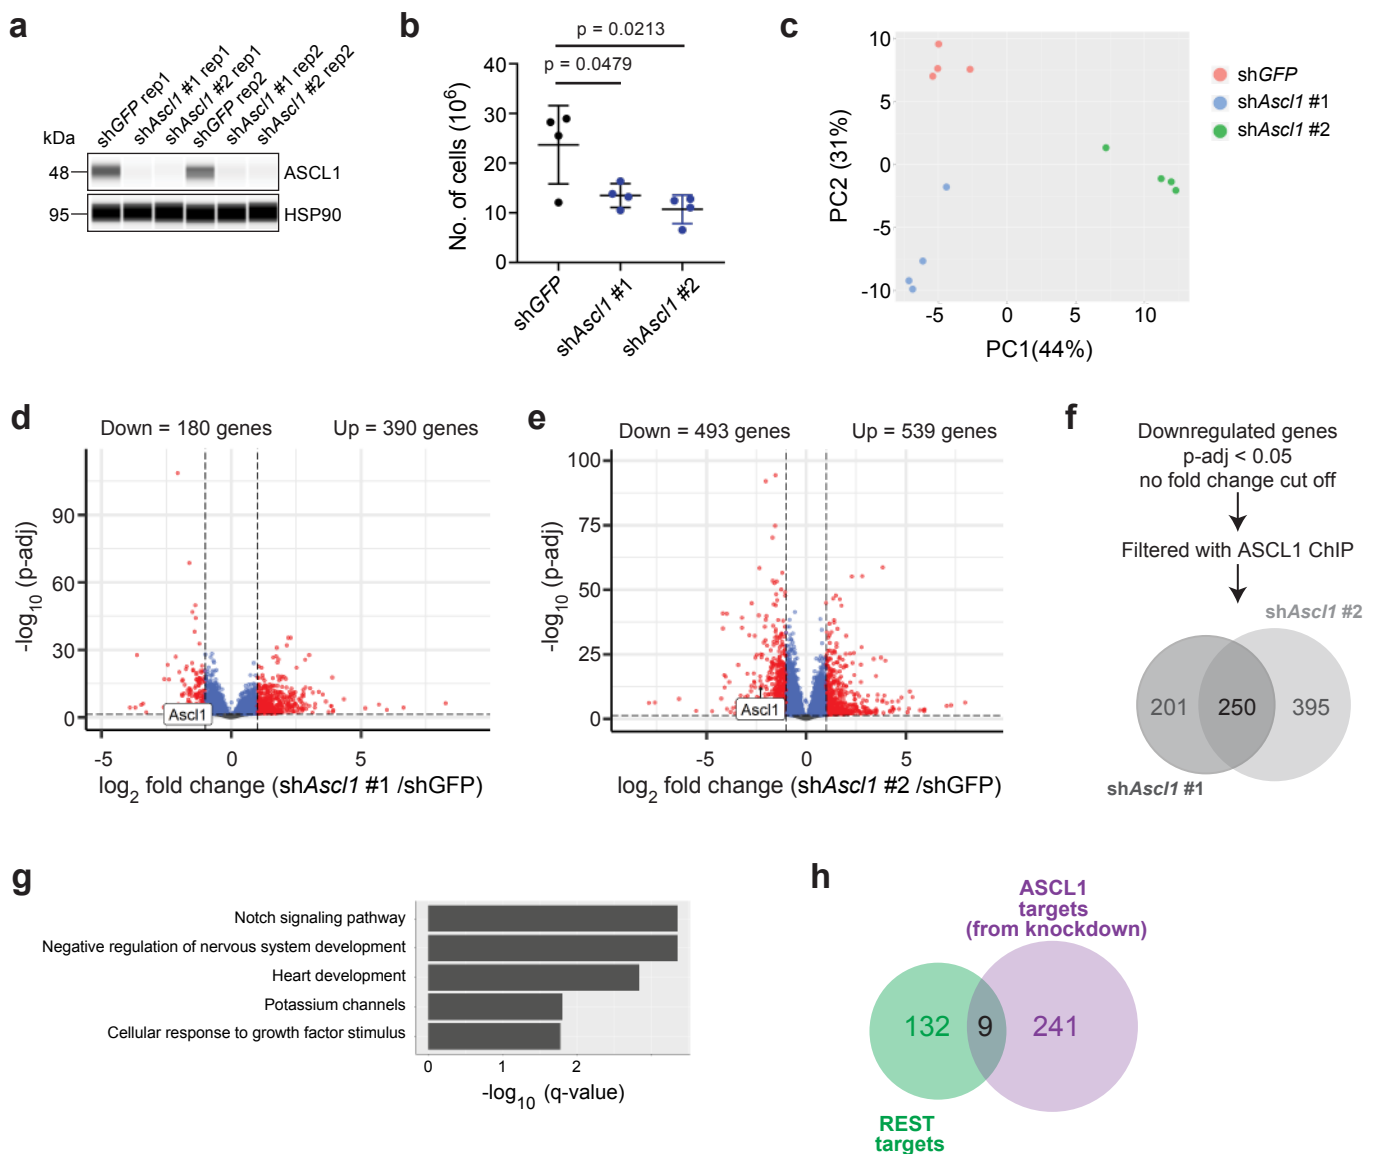 a
shGFP rep1
shAscl1 #1 rep1
shAscl1 #2 rep1
shGFP rep2
shAscl1 #1 rep2
shAscl1 #2 rep2
kDa
48
ASCL1
95
HSP90
b
p = 0.0213
p = 0.0479
No. of cells (10⁶)
40
30
20
10
0
shGFP
shAscl1 #1
shAscl1 #2
c
PC2 (31%)
10
5
0
-5
-10
-5
0
5
10
PC1(44%)
shGFP
shAscl1 #1
shAscl1 #2
d
Down = 180 genes
Up = 390 genes
-log₁₀ (p-adj)
90
60
30
0
Ascl1
-5
0
5
log₂ fold change (shAscl1 #1 /shGFP)
e
Down = 493 genes
Up = 539 genes
-log₁₀ (p-adj)
100
75
50
25
0
Ascl1
-5
0
5
log₂ fold change (shAscl1 #2 /shGFP)
f
Downregulated genes
p-adj < 0.05
no fold change cut off
Filtered with ASCL1 ChIP
shAscl1 #2
201
250
395
shAscl1 #1
g
Notch signaling pathway
Negative regulation of nervous system development
Heart development
Potassium channels
Cellular response to growth factor stimulus
0
1
2
-log₁₀ (q-value)
h
ASCL1
targets
(from knockdown)
132
9
241
REST
targets